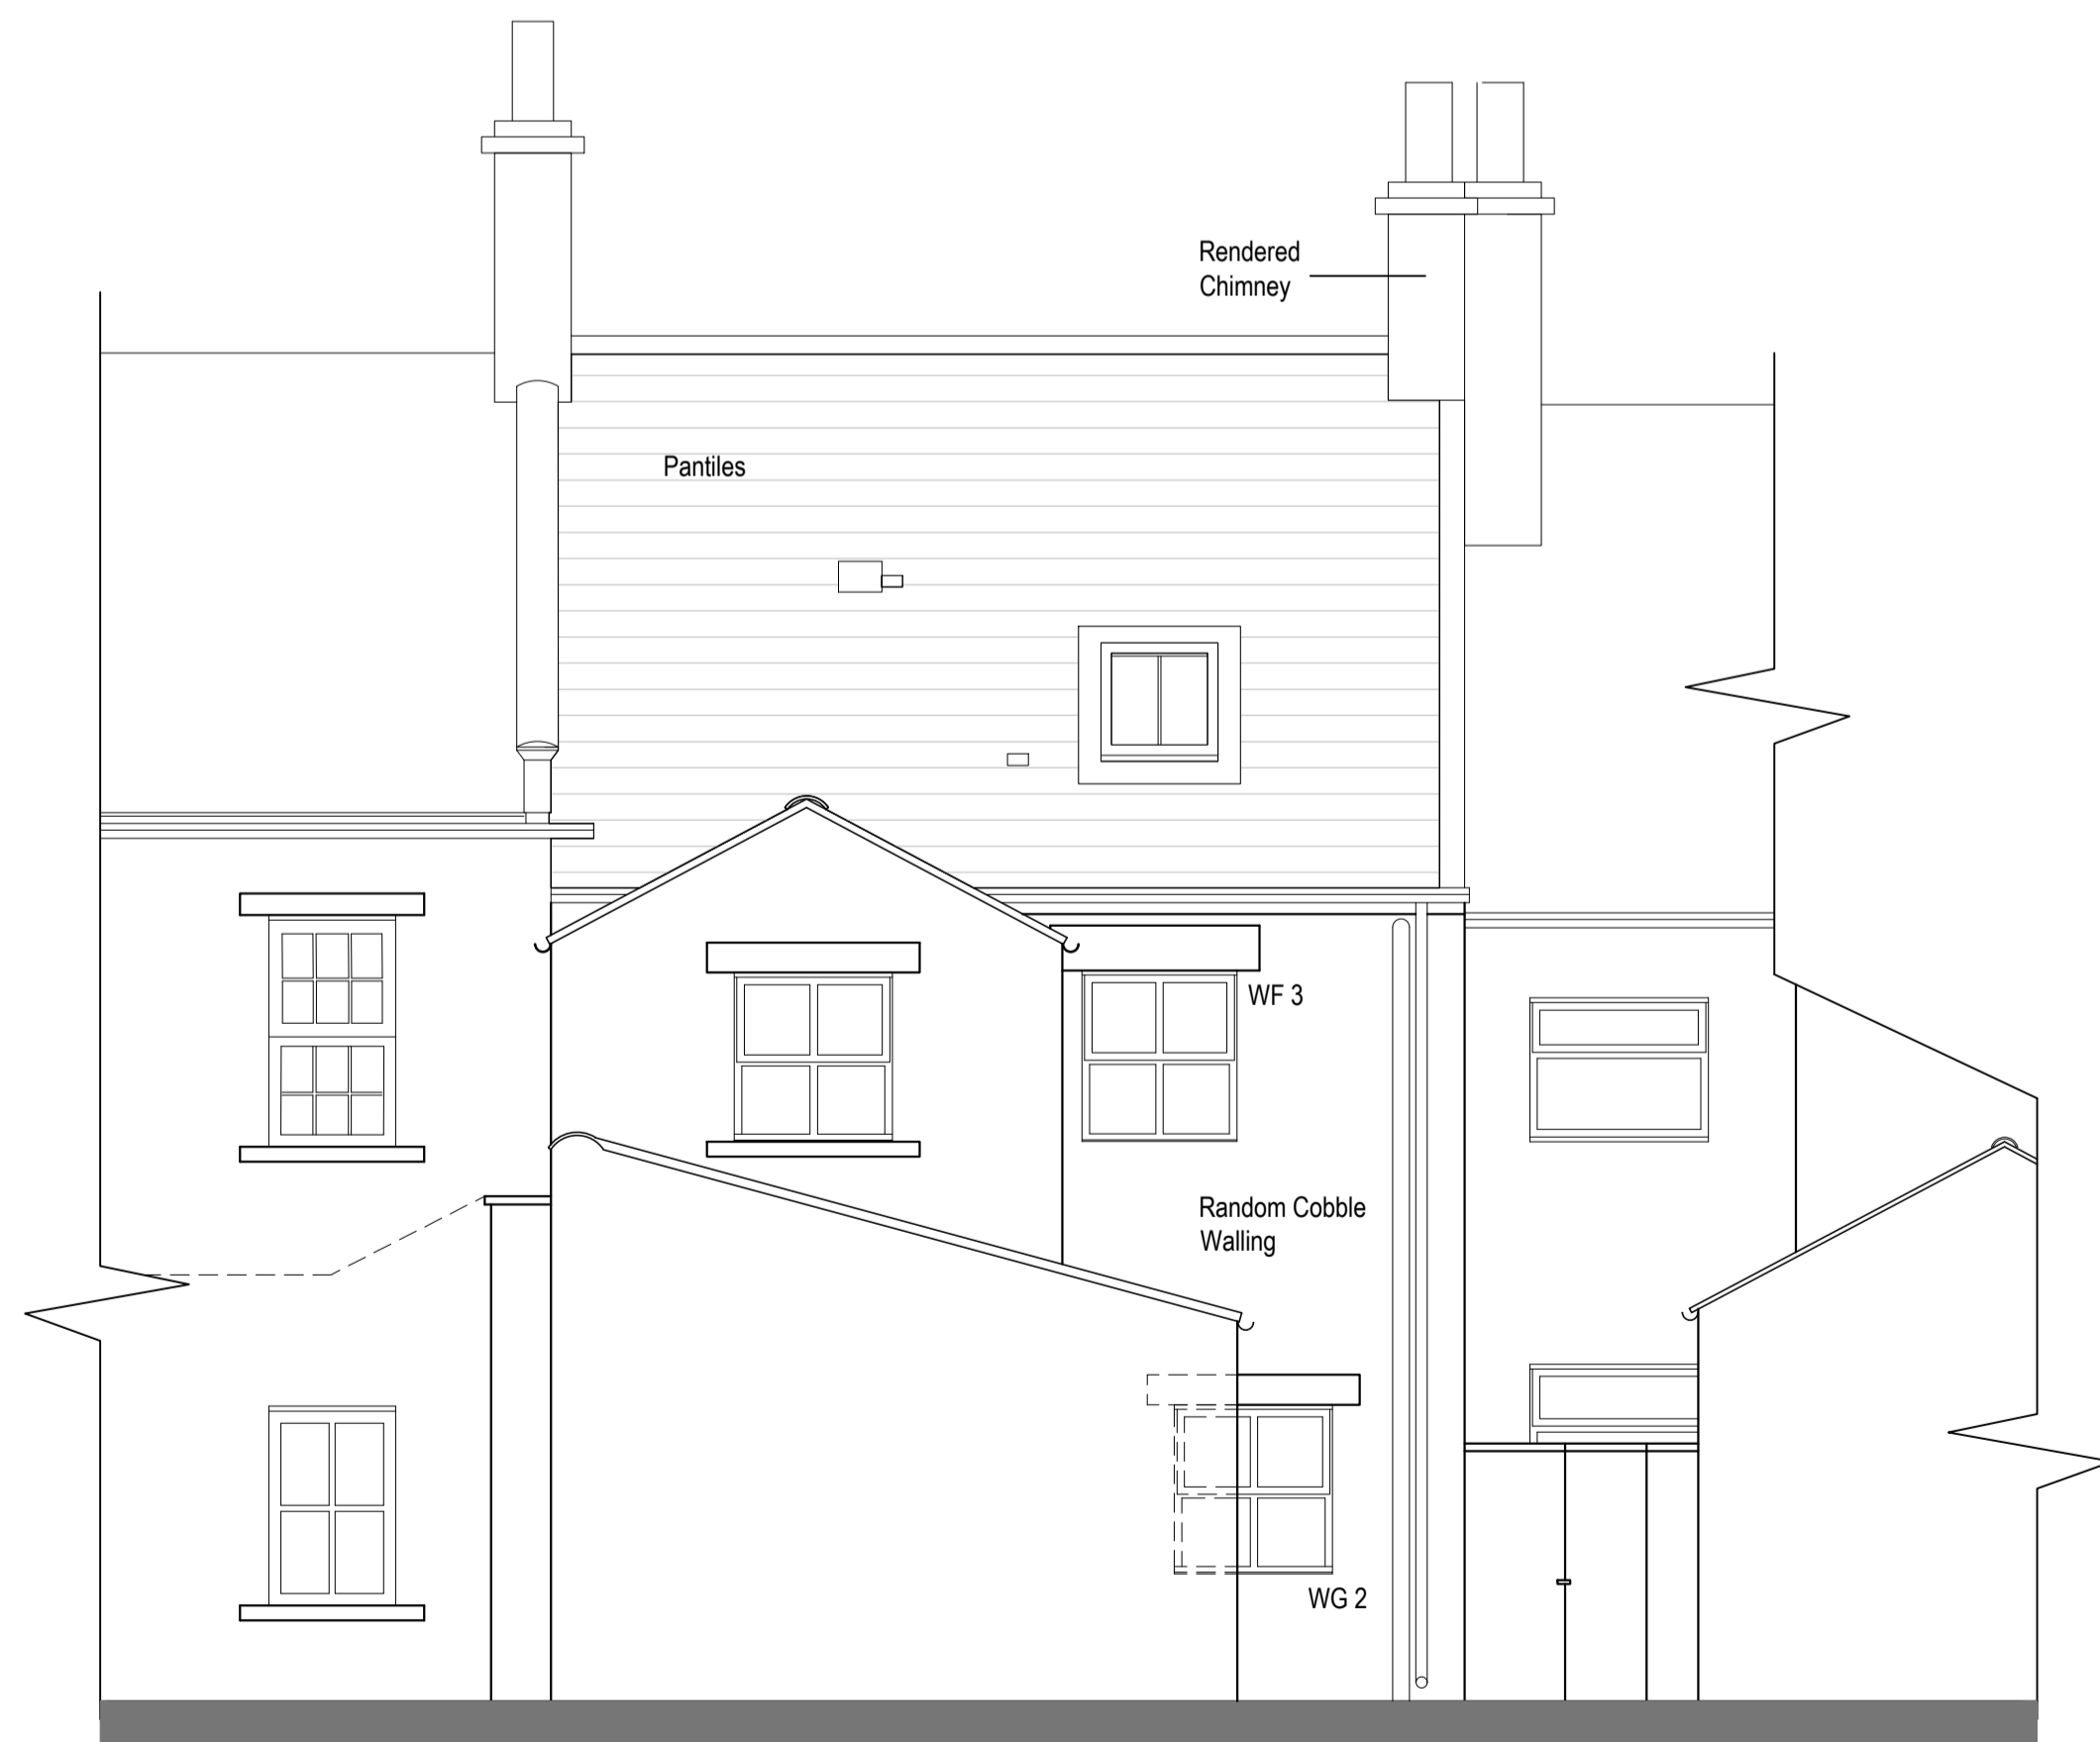 Rendered
Chimney
Pantiles
WF 3
Random Cobble
Walling
WG 2